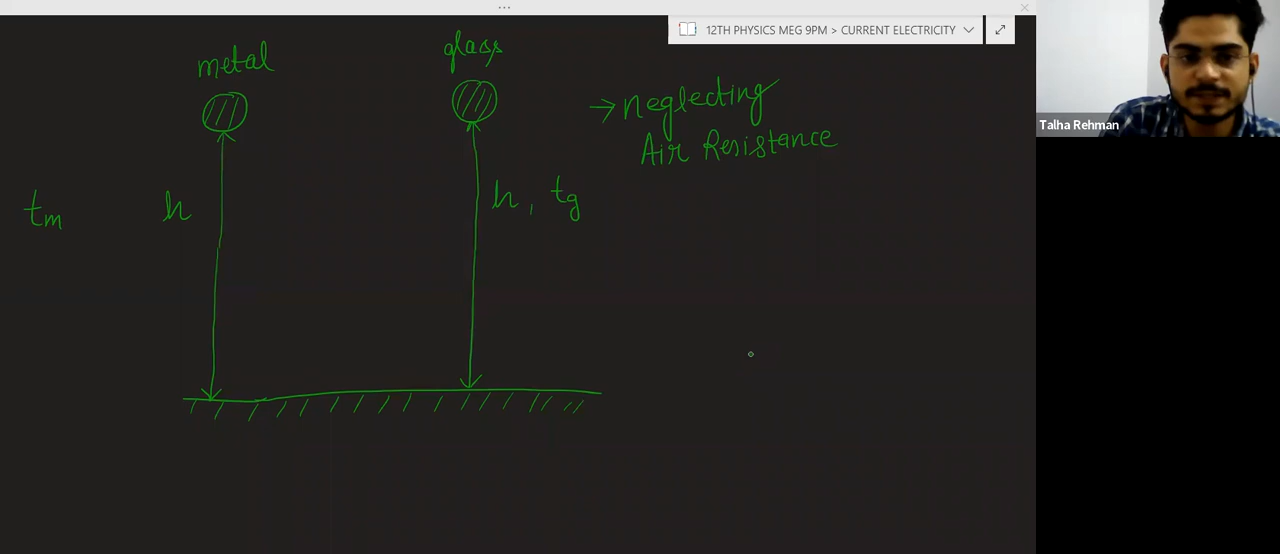 12TH PHYSICS MEG 9PM > CURRENT ELECTRICITY
Talha Rehman
metal
glass
→ neglecting
Air Resistance
tm
h
h, tg